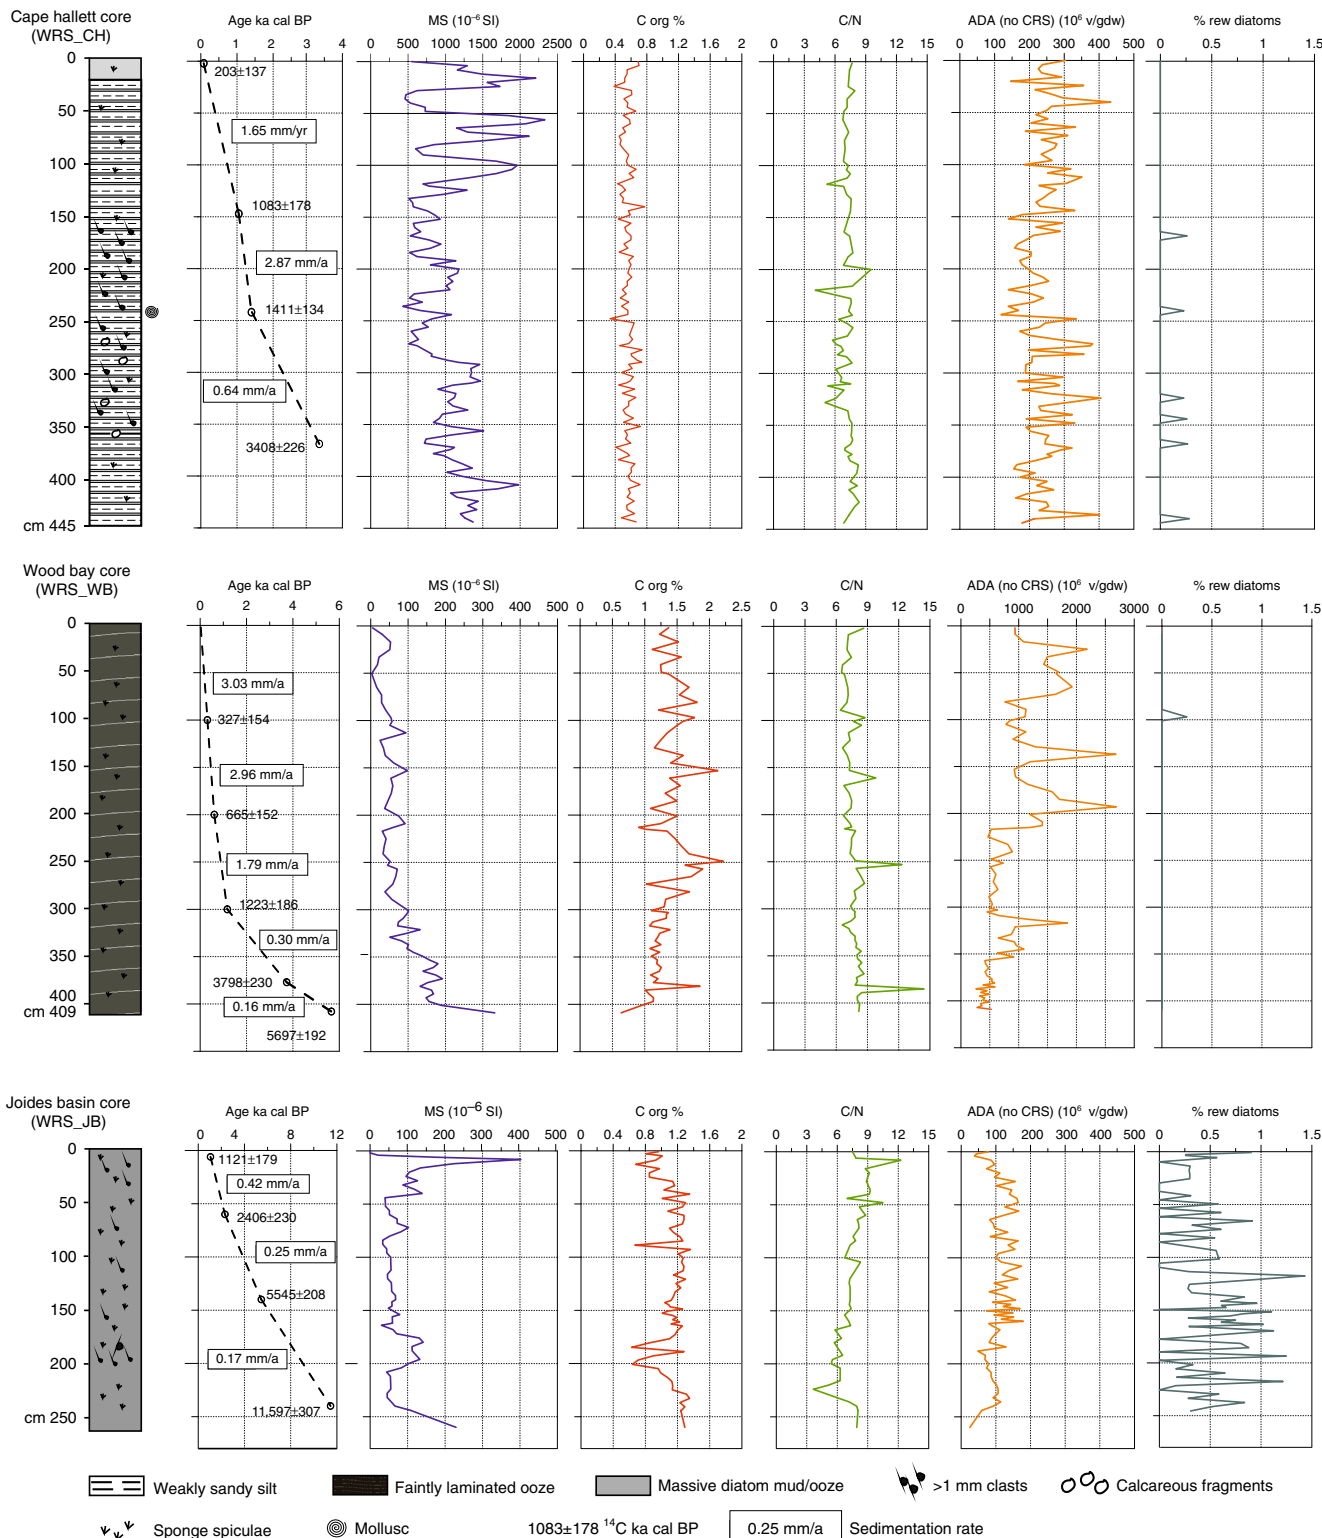 Cape hallett core
(WRS_CH)
Age ka cal BP
MS (10⁻⁶ SI)
C org %
C/N
ADA (no CRS) (10⁶ v/gdw)
% rew diatoms
0 1 2 3 4
0 500 1000 1500 2000 2500
0 0.4 0.8 1.2 1.6 2
0 3 6 9 12 15
0 100 200 300 400 500
0 0.5 1 1.5
0
50
100
150
200
250
300
350
400
cm 445
203±137
1.65 mm/yr
1083±178
2.87 mm/a
1411±134
0.64 mm/a
3408±226
Wood bay core
(WRS_WB)
Age ka cal BP
MS (10⁻⁶ SI)
C org %
C/N
ADA (no CRS) (10⁶ v/gdw)
% rew diatoms
0 2 4 6
0 100 200 300 400 500
0 0.5 1 1.5 2 2.5
0 3 6 9 12 15
0 1000 2000 3000
0 0.5 1 1.5
0
50
100
150
200
250
300
350
400
cm 409
3.03 mm/a
327±154
2.96 mm/a
665±152
1.79 mm/a
1223±186
0.30 mm/a
3798±230
0.16 mm/a
5697±192
Joides basin core
(WRS_JB)
Age ka cal BP
MS (10⁻⁶ SI)
C org %
C/N
ADA (no CRS) (10⁶ v/gdw)
% rew diatoms
0 4 8 12
0 100 200 300 400 500
0 0.4 0.8 1.2 1.6 2
0 3 6 9 12 15
0 100 200 300 400 500
0 0.5 1 1.5
0
50
100
150
200
cm 250
1121±179
0.42 mm/a
2406±230
0.25 mm/a
5545±208
0.17 mm/a
11,597±307
Weakly sandy silt
Faintly laminated ooze
Massive diatom mud/ooze
>1 mm clasts
Calcareous fragments
Sponge spiculae
Mollusc
1083±178 ¹⁴C ka cal BP
0.25 mm/a
Sedimentation rate